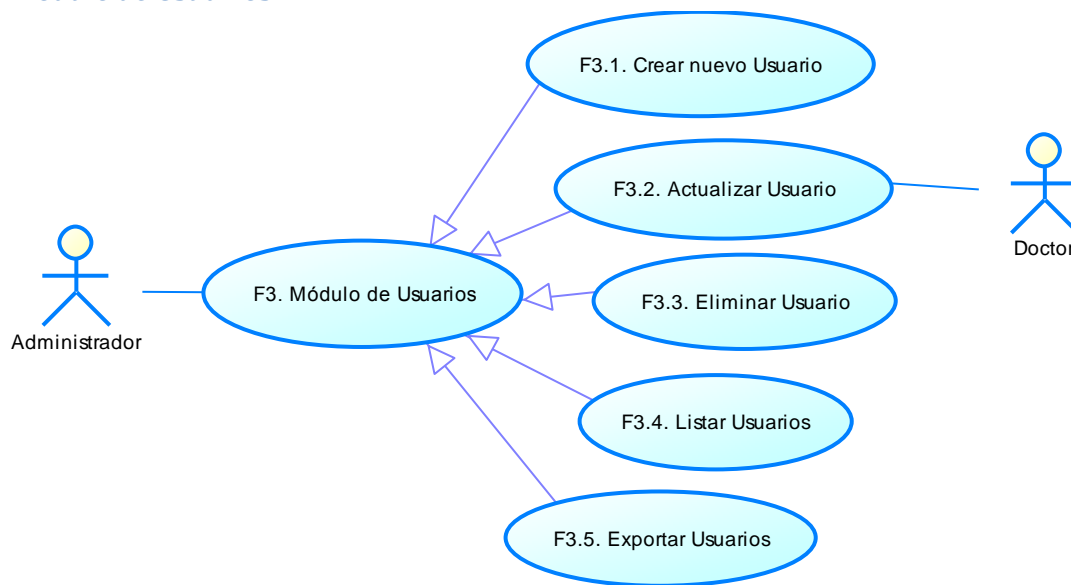 F3.1. Crear nuevo Usuario
F3.2. Actualizar Usuario
Doctor
F3. Módulo de Usuarios
F3.3. Eliminar Usuario
Administrador
F3.4. Listar Usuarios
F3.5. Exportar Usuarios